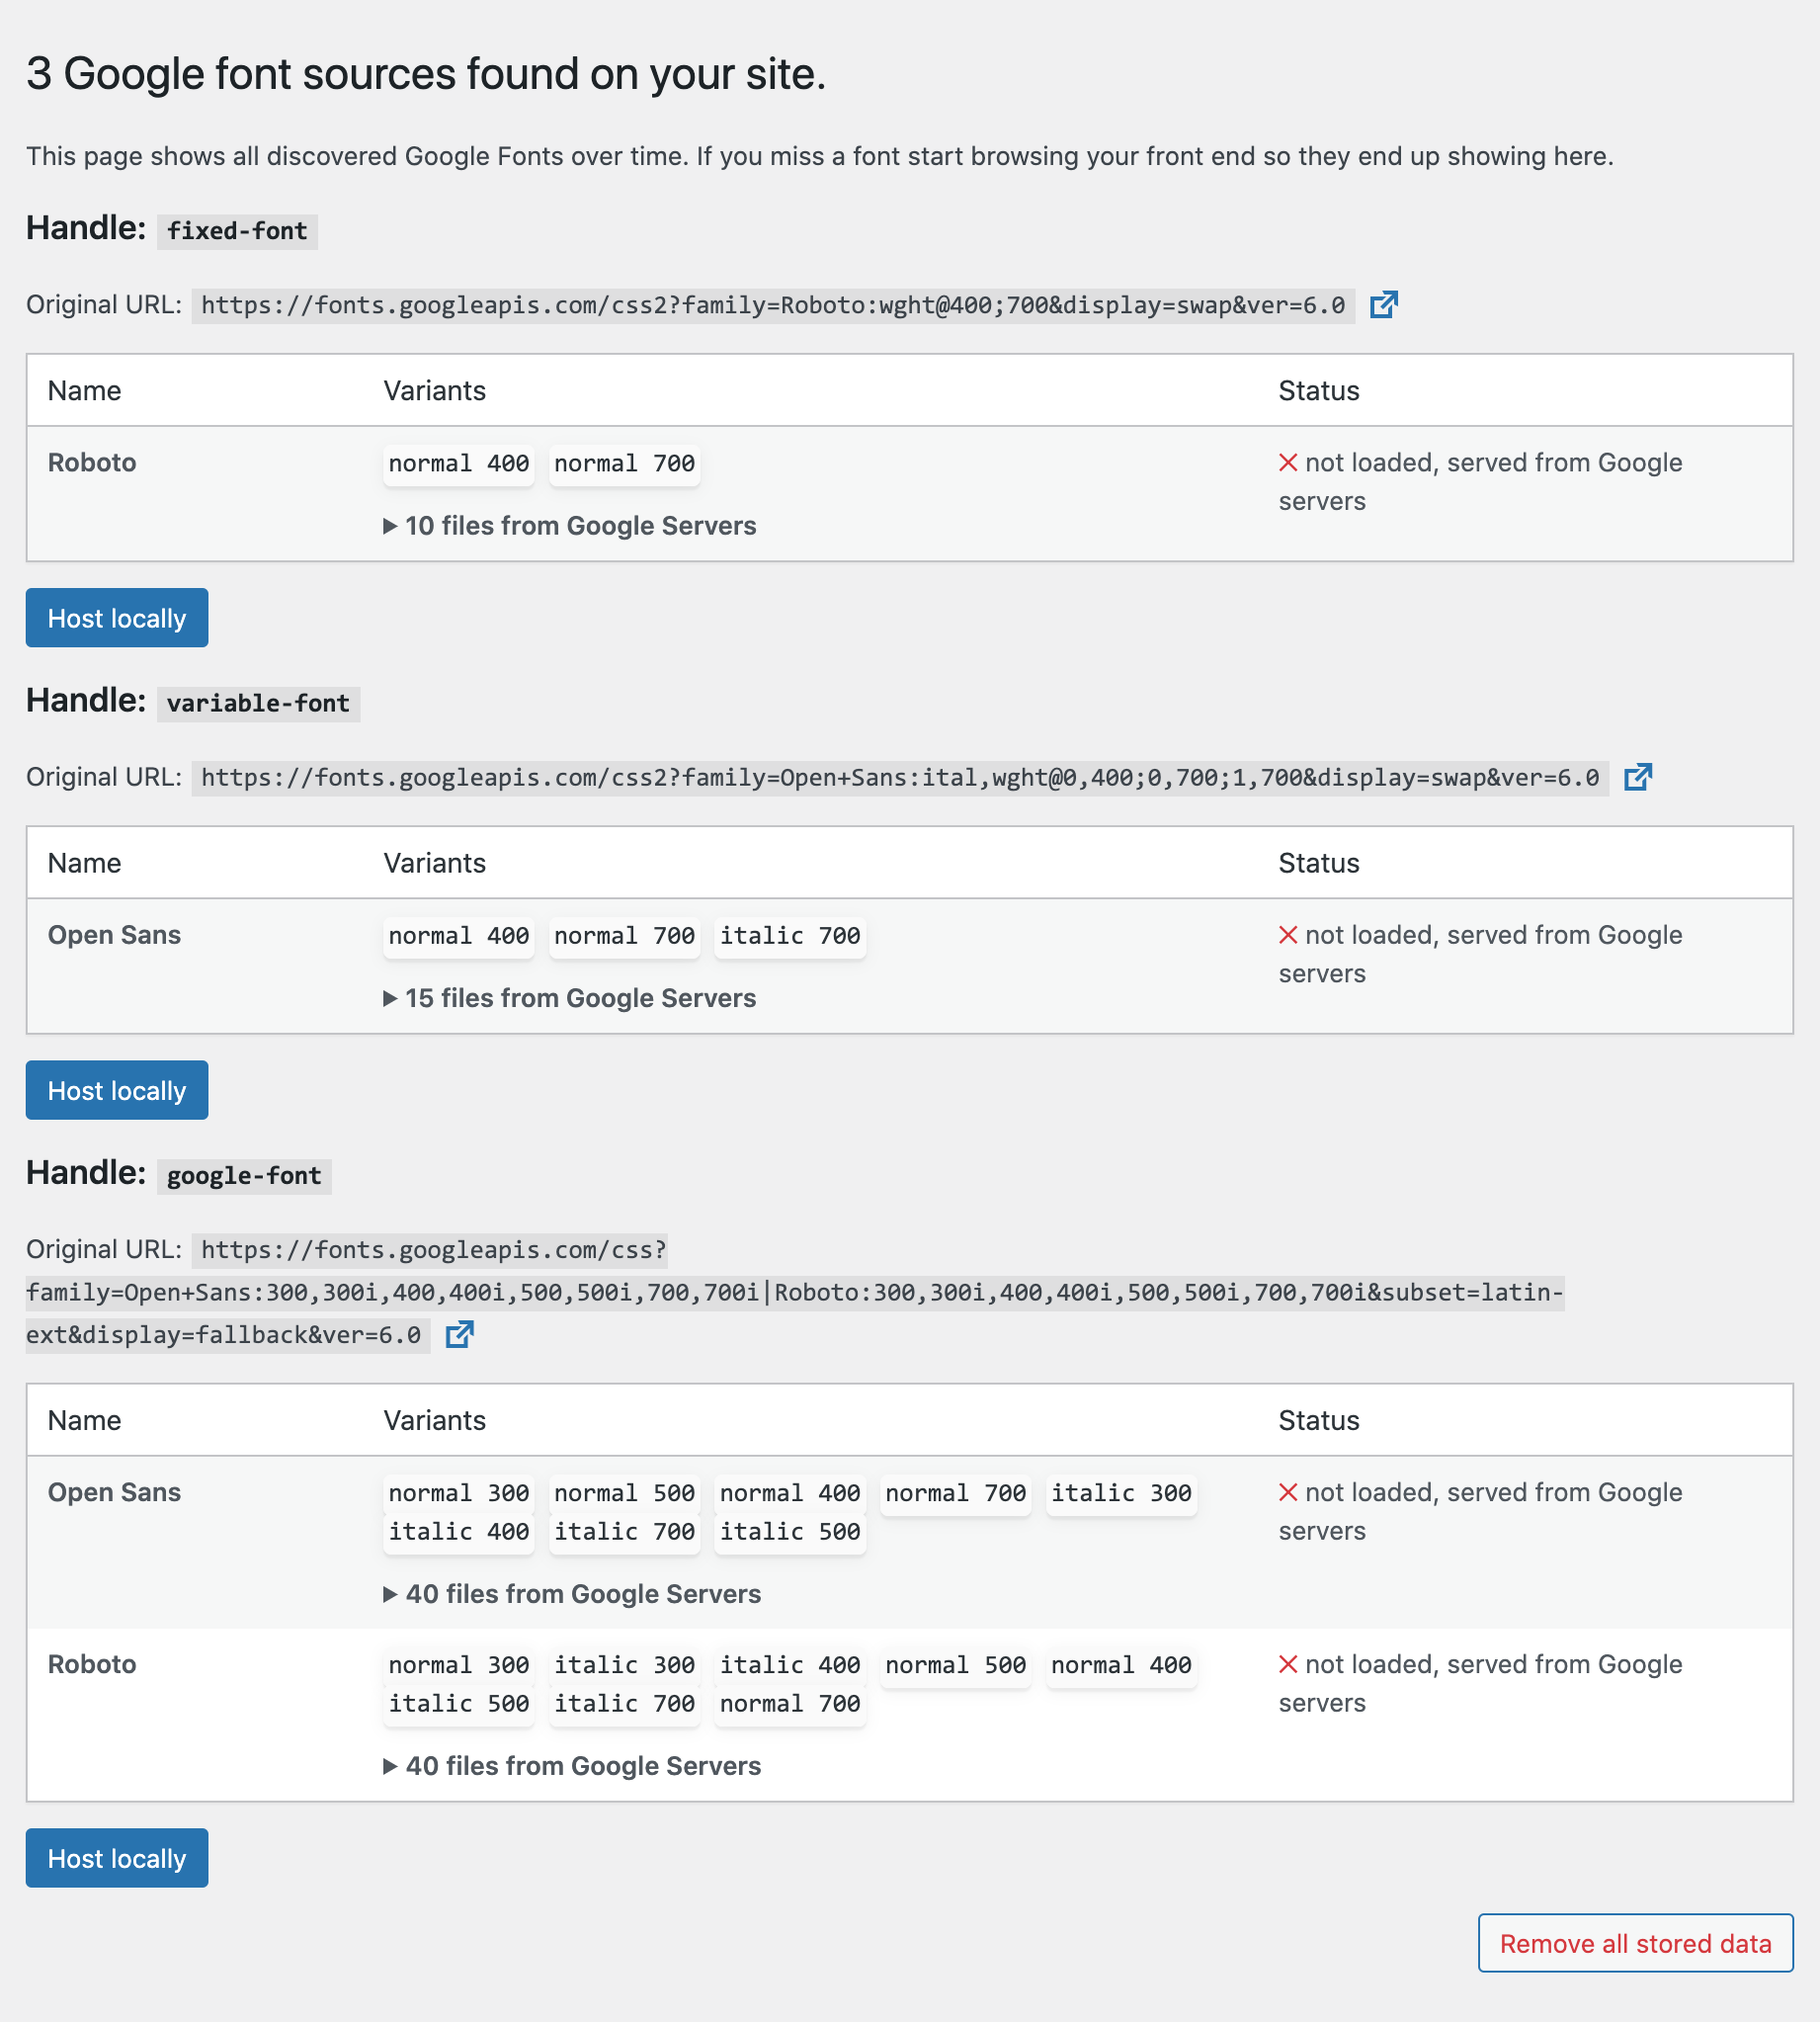 3 Google font sources found on your site.
This page shows all discovered Google Fonts over time. If you miss a font start browsing your front end so they end up showing here.
Handle: fixed-font
Original URL: https://fonts.googleapis.com/css2?family=Roboto:wght@400;700&display=swap&ver=6.0
Name Variants Status
Roboto normal 400 normal 700 ✕ not loaded, served from Google
servers
▶ 10 files from Google Servers
Host locally
Handle: variable-font
Original URL: https://fonts.googleapis.com/css2?family=Open+Sans:ital,wght@0,400;0,700;1,700&display=swap&ver=6.0
Name Variants Status
Open Sans normal 400 normal 700 italic 700 ✕ not loaded, served from Google
servers
▶ 15 files from Google Servers
Host locally
Handle: google-font
Original URL: https://fonts.googleapis.com/css?
family=Open+Sans:300,300i,400,400i,500,500i,700,700i|Roboto:300,300i,400,400i,500,500i,700,700i&subset=latin-
ext&display=fallback&ver=6.0
Name Variants Status
Open Sans normal 300 normal 500 normal 400 normal 700 italic 300 ✕ not loaded, served from Google
italic 400 italic 700 italic 500 servers
▶ 40 files from Google Servers
Roboto normal 300 italic 300 italic 400 normal 500 normal 400 ✕ not loaded, served from Google
italic 500 italic 700 normal 700 servers
▶ 40 files from Google Servers
Host locally
Remove all stored data